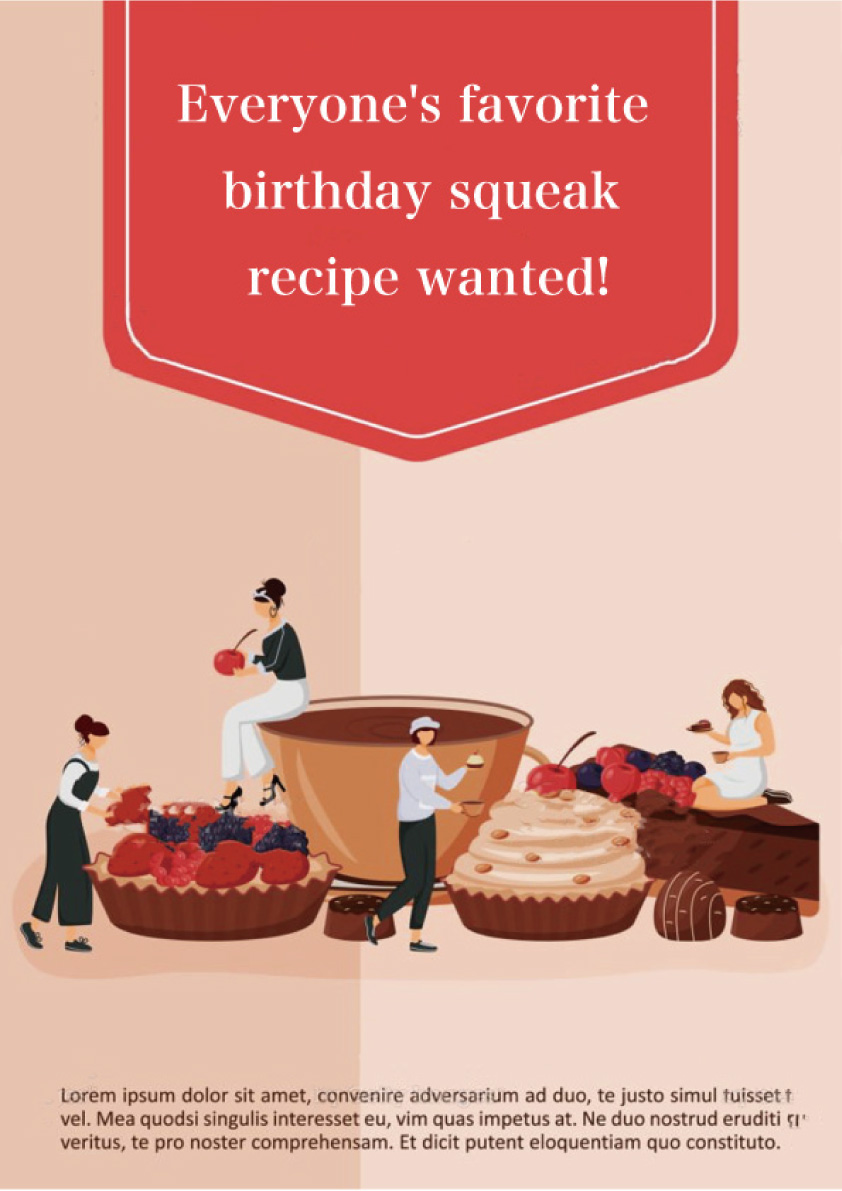 Everyone's favorite
birthday squeak
recipe wanted!
Lorem ipsum dolor sit amet, convenire adversarium ad duo, te justo simul tuisset
vel. Mea quodsi singulis interesset eu, vim quas impetus at. Ne duo nostrud eruditi
veritus, te pro noster comprehensam. Et dicit putent eloquentiam quo constituto.